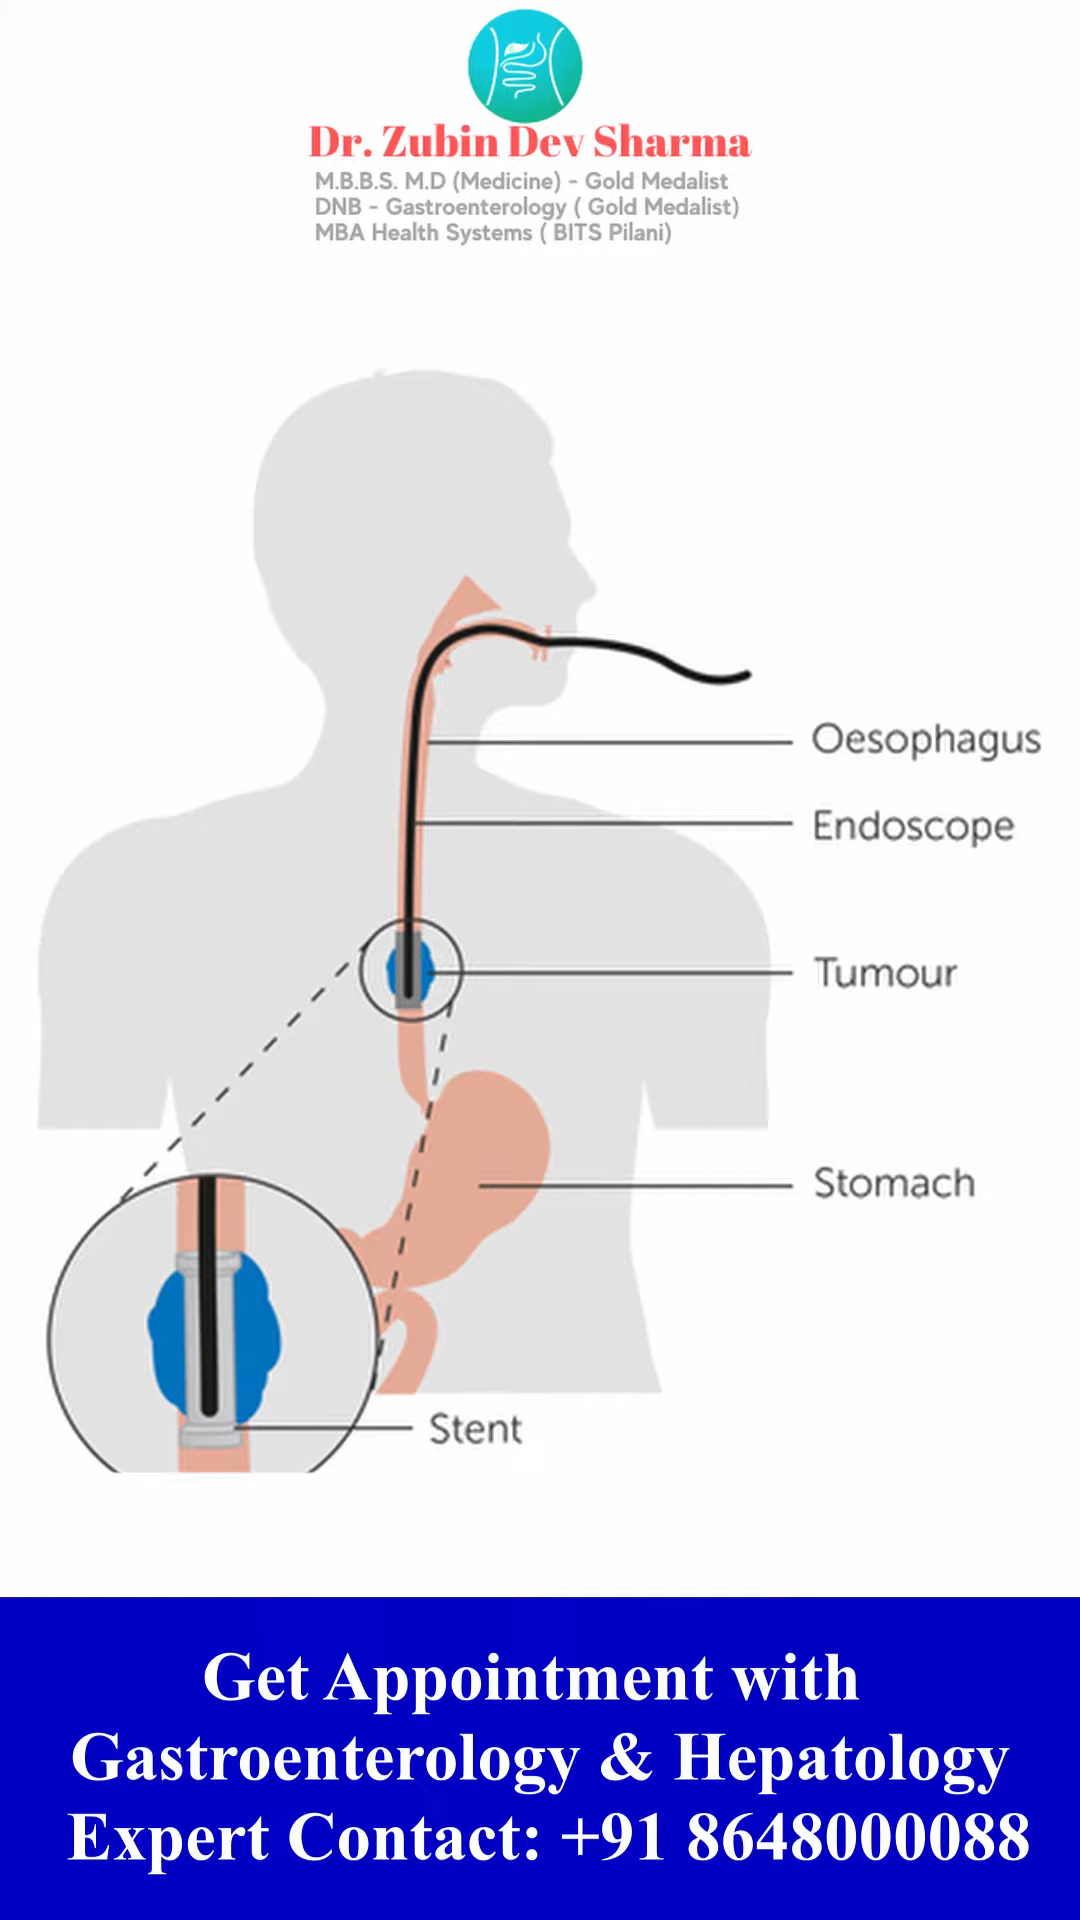 Dr. Zubin Dev Sharma
M.B.B.S. M.D (Medicine) - Gold Medalist
DNB - Gastroenterology ( Gold Medalist)
MBA Health Systems ( BITS Pilani)
Oesophagus
Endoscope
Tumour
Stomach
Stent
Get Appointment with
Gastroenterology & Hepatology
Expert Contact: +91 8648000088